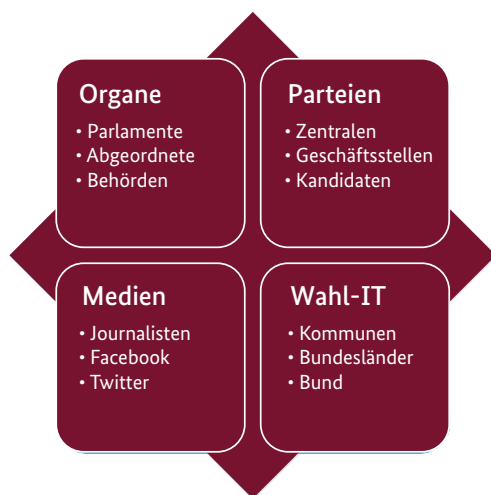 Organe
• Parlamente
• Abgeordnete
• Behörden
Parteien
• Zentralen
• Geschäftsstellen
• Kandidaten
Medien
• Journalisten
• Facebook
• Twitter
Wahl-IT
• Kommunen
• Bundesländer
• Bund